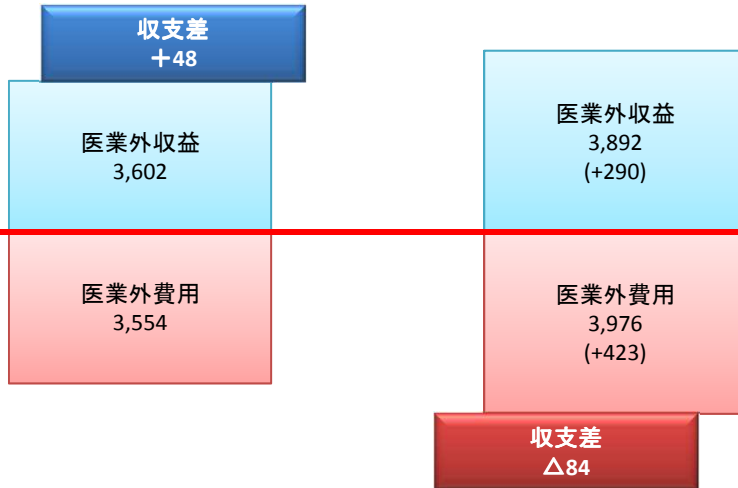 収支差
＋48
医業外収益
3,602
医業外費用
3,554
医業外収益
3,892
(+290)
医業外費用
3,976
(+423)
収支差
△84